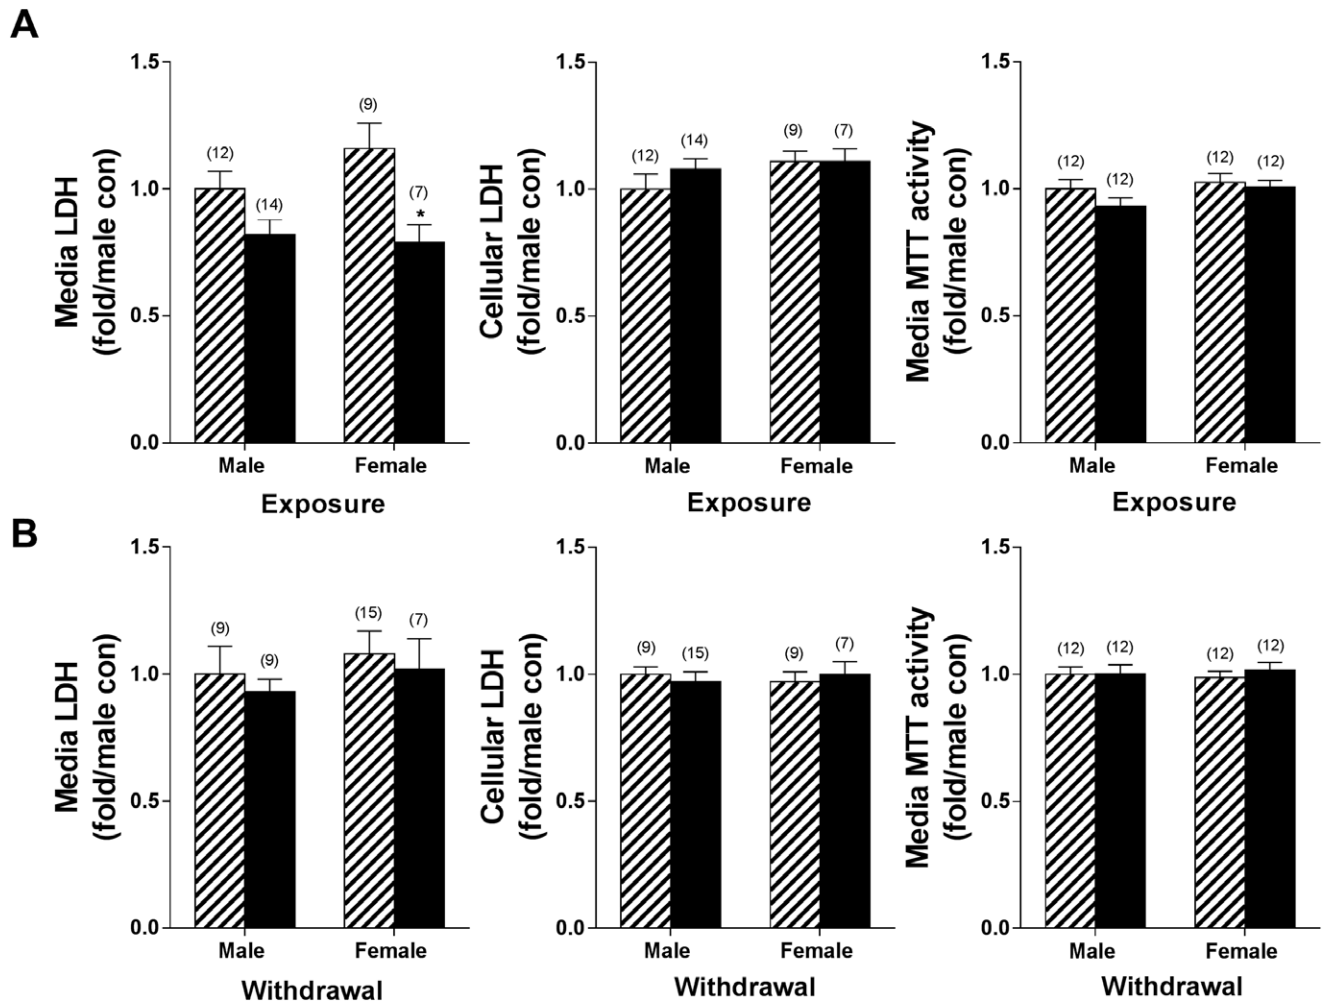 A
Media LDH
(fold/male con)
1.5
1.0
0.5
0.0
(12)
(14)
(9)
(7)
*
Male
Female
Exposure
Cellular LDH
(fold/male con)
1.5
1.0
0.5
0.0
(12)
(14)
(9)
(7)
Male
Female
Exposure
Media MTT activity
(fold/male con)
1.5
1.0
0.5
0.0
(12)
(12)
(12)
(12)
Male
Female
Exposure
B
Media LDH
(fold/male con)
1.5
1.0
0.5
0.0
(9)
(9)
(15)
(7)
Male
Female
Withdrawal
Cellular LDH
(fold/male con)
1.5
1.0
0.5
0.0
(9)
(15)
(9)
(7)
Male
Female
Withdrawal
Media MTT activity
(fold/male con)
1.5
1.0
0.5
0.0
(12)
(12)
(12)
(12)
Male
Female
Withdrawal